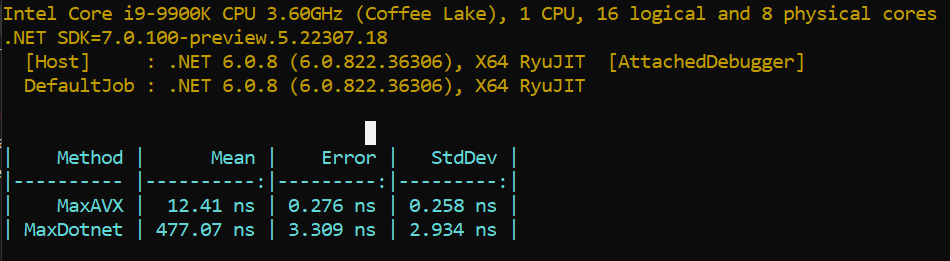 Intel Core i9-9900K CPU 3.60GHz (Coffee Lake), 1 CPU, 16 logical and 8 physical cores
.NET SDK=7.0.100-preview.5.22307.18
  [Host]     : .NET 6.0.8 (6.0.822.36306), X64 RyuJIT  [AttachedDebugger]
  DefaultJob : .NET 6.0.8 (6.0.822.36306), X64 RyuJIT
|    Method |      Mean |    Error |   StdDev |
|---------- |----------:|---------:|---------:|
|    MaxAVX |  12.41 ns | 0.276 ns | 0.258 ns |
| MaxDotnet | 477.07 ns | 3.309 ns | 2.934 ns |